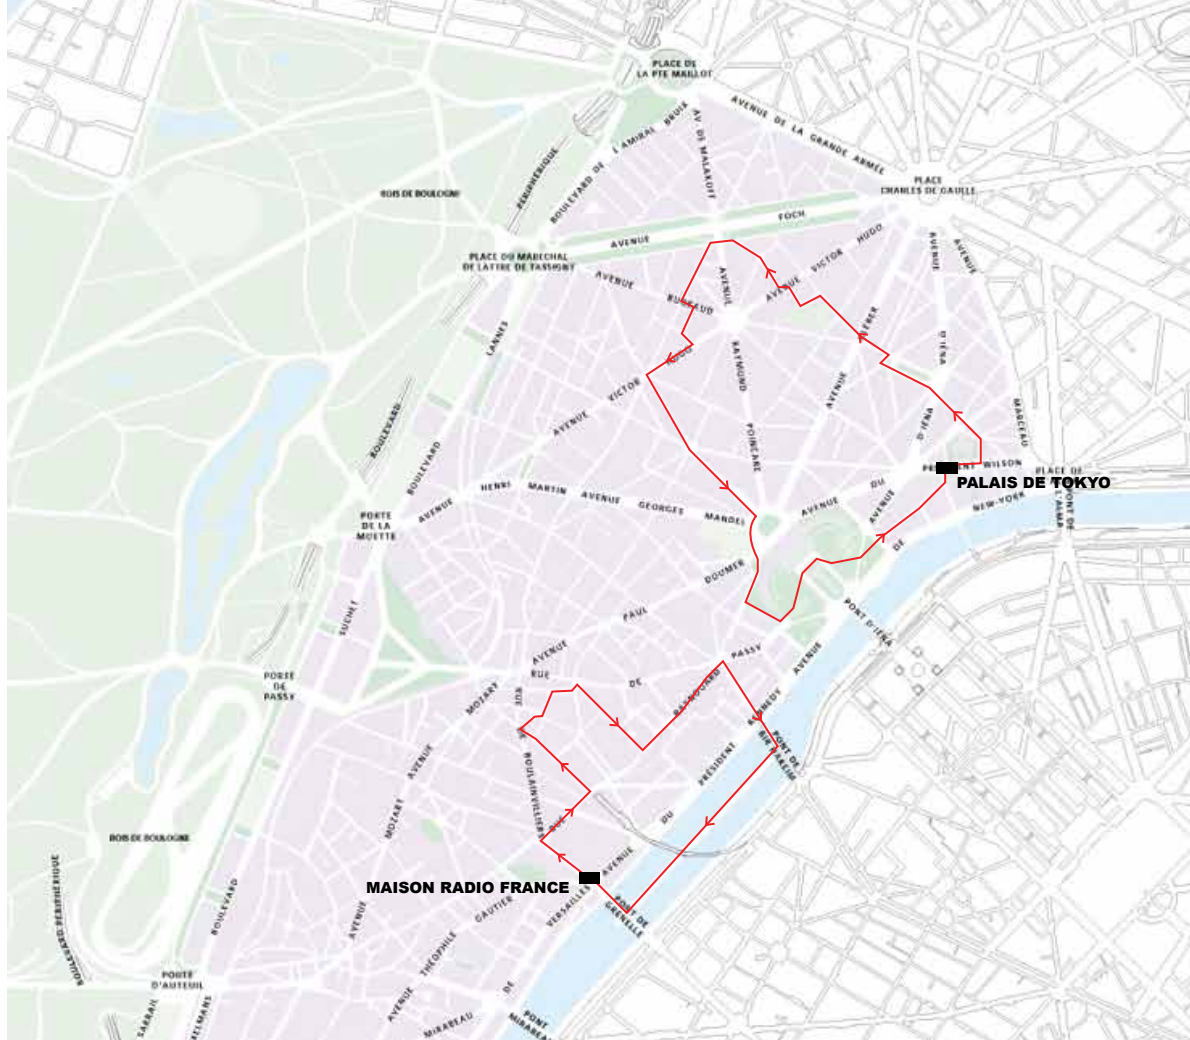 PLACE DE
LA PTE MAILLOT
AVENUE DE LA GRANDE ARMÉE
BOULEVARD DE L'AMIRAL BRUIX
AV. DE MALAKOFF
PÉRIPHÉRIQUE
PLACE
CHARLES DE GAULLE
BOIS DE BOULOGNE
AVENUE FOCH
PLACE DU MARECHAL
DE LATTRE DE TASSIGNY
AVENUE BUGEAUD
AVENUE VICTOR HUGO
AVENUE
AVENUE D'IÉNA
MARCEAU
LANNES
AVENUE RAYMOND POINCARÉ
AVENUE KLÉBER
AVENUE VICTOR HUGO
D'IÉNA
AVENUE
BOULEVARD
BOULEVARD
AVENUE HENRI MARTIN
AVENUE GEORGES MANDEL
AVENUE DU
WILSON
PLACE DE
PALAIS DE TOKYO
PONT DE
L'ALMA
AVENUE DE NEW-YORK
PORTE
DE LA
MUETTE
AVENUE PAUL DOUMER
SUCHET
PONT D'IÉNA
PORTE
DE
PASSY
RUE DE PASSY
RAYNOUARD
AVENUE MOZART
RUE DE BOULAINVILLIERS
AVENUE DU PRÉSIDENT KENNEDY
PONT DE
BIR HAKEIM
MOZART AVENUE
RUE
BOIS DE BOULOGNE
MAISON RADIO FRANCE
AVENUE
VERSAILLES
PONT DE
GRENELLE
BOULEVARD PERIPHERIQUE
BOULEVARD
AVENUE
AVENUE THÉOPHILE GAUTIER
PORTE
D'AUTEUIL
SARRAIL
MIRABEAU
DE
PONT